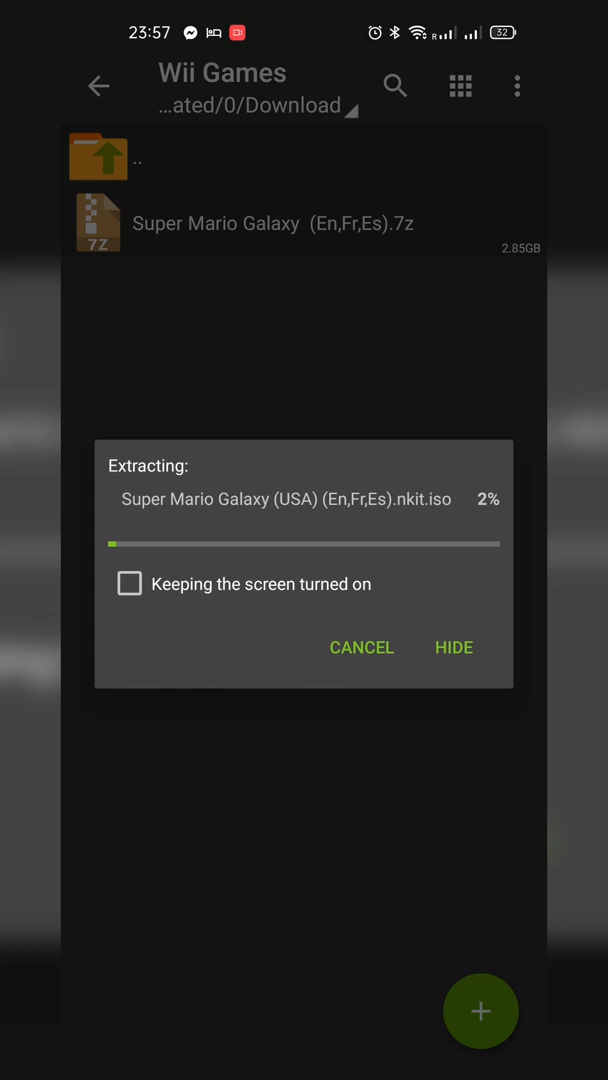 23:57
R
32
Wii Games
...ated/0/Download
..
Super Mario Galaxy (En,Fr,Es).7z
7Z
2.85GB
Extracting:
Super Mario Galaxy (USA) (En,Fr,Es).nkit.iso 2%
Keeping the screen turned on
CANCEL HIDE